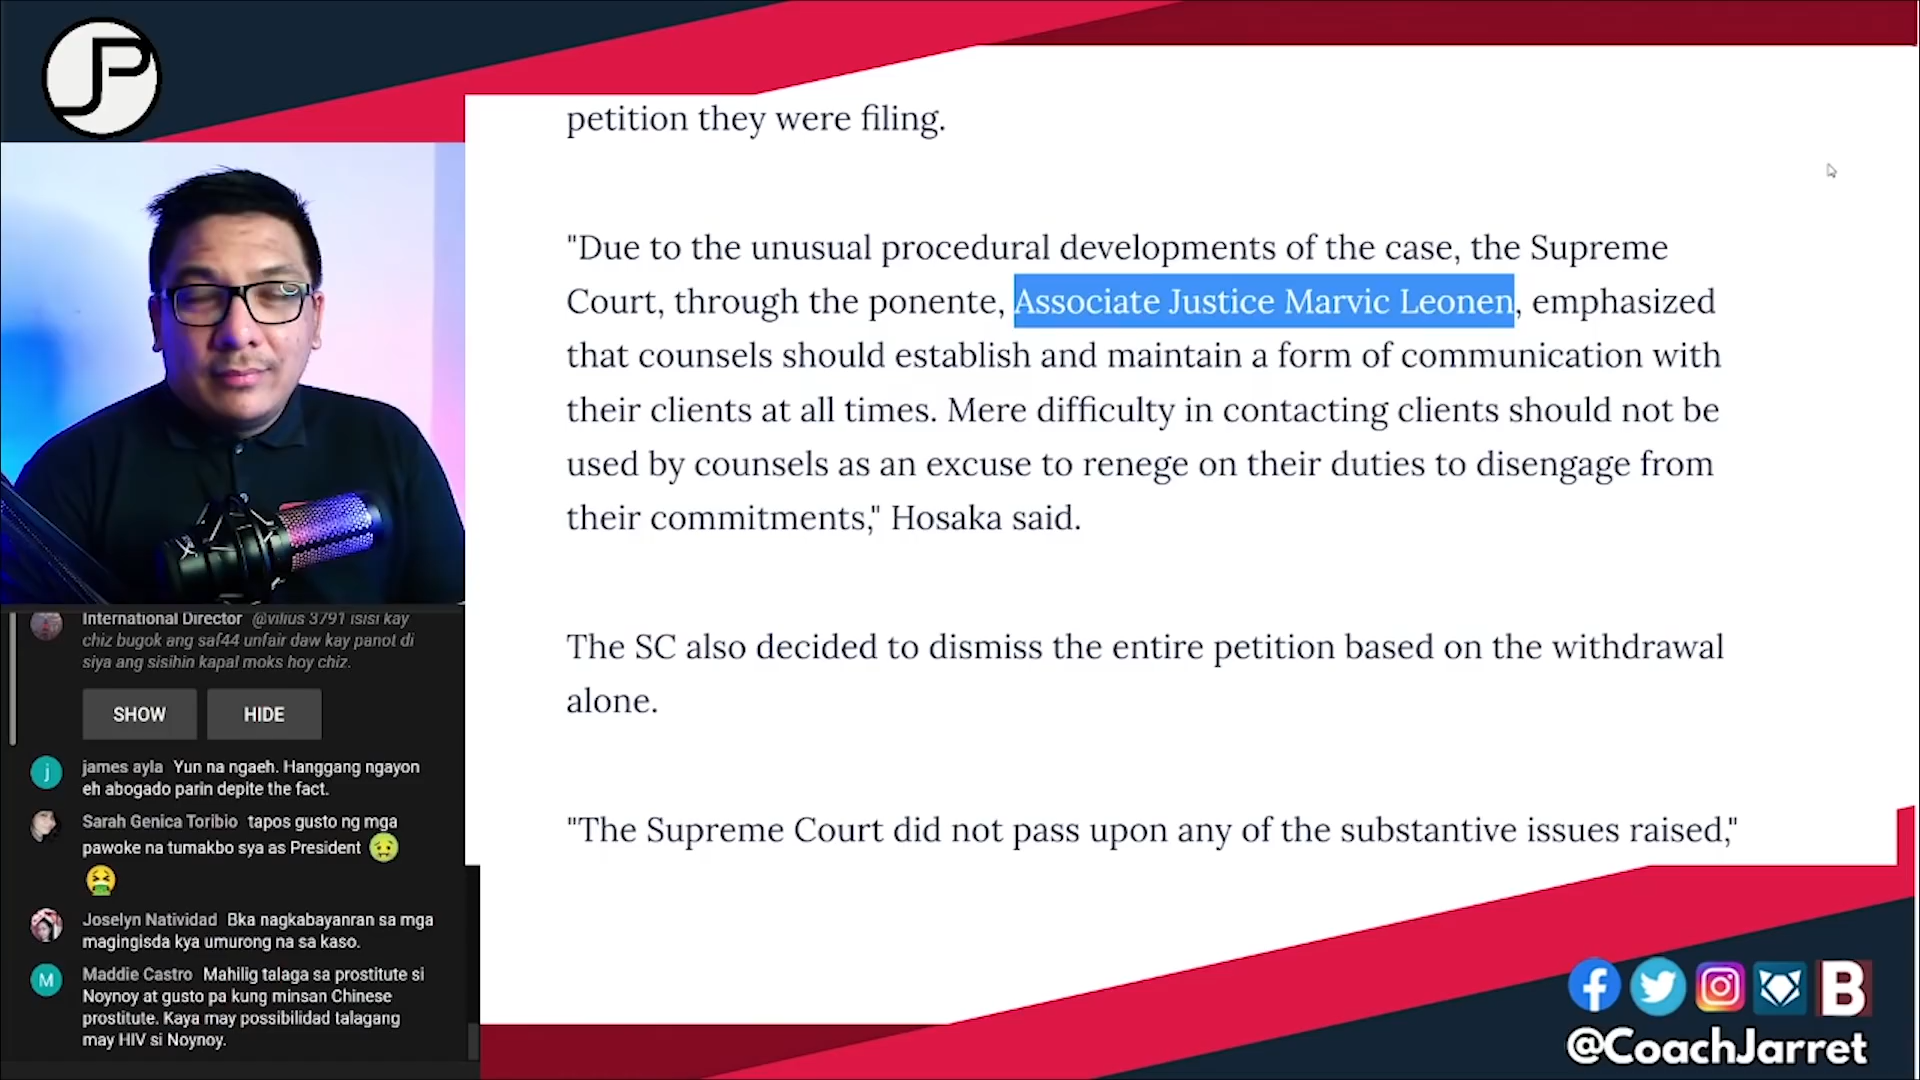 JP
petition they were filing.
"Due to the unusual procedural developments of the case, the Supreme
Court, through the ponente, Associate Justice Marvic Leonen, emphasized
that counsels should establish and maintain a form of communication with
their clients at all times. Mere difficulty in contacting clients should not be
used by counsels as an excuse to renege on their duties to disengage from
their commitments," Hosaka said.
The SC also decided to dismiss the entire petition based on the withdrawal
alone.
"The Supreme Court did not pass upon any of the substantive issues raised,"
International Director @vilius 3791 isisi kay
chiz bugok ang saf44 unfair daw kay panot di
siya ang sisihin kapal moks hoy chiz.
SHOW HIDE
j
james ayla Yun na ngaeh. Hanggang ngayon
eh abogado parin depite the fact.
Sarah Genica Toribio tapos gusto ng mga
pawoke na tumakbo sya as President
Joselyn Natividad Bka nagkabayanran sa mga
magingisda kya umurong na sa kaso.
M
Maddie Castro Mahilig talaga sa prostitute si
Noynoy at gusto pa kung minsan Chinese
prostitute. Kaya may possibilidad talagang
may HIV si Noynoy.
B
@CoachJarret